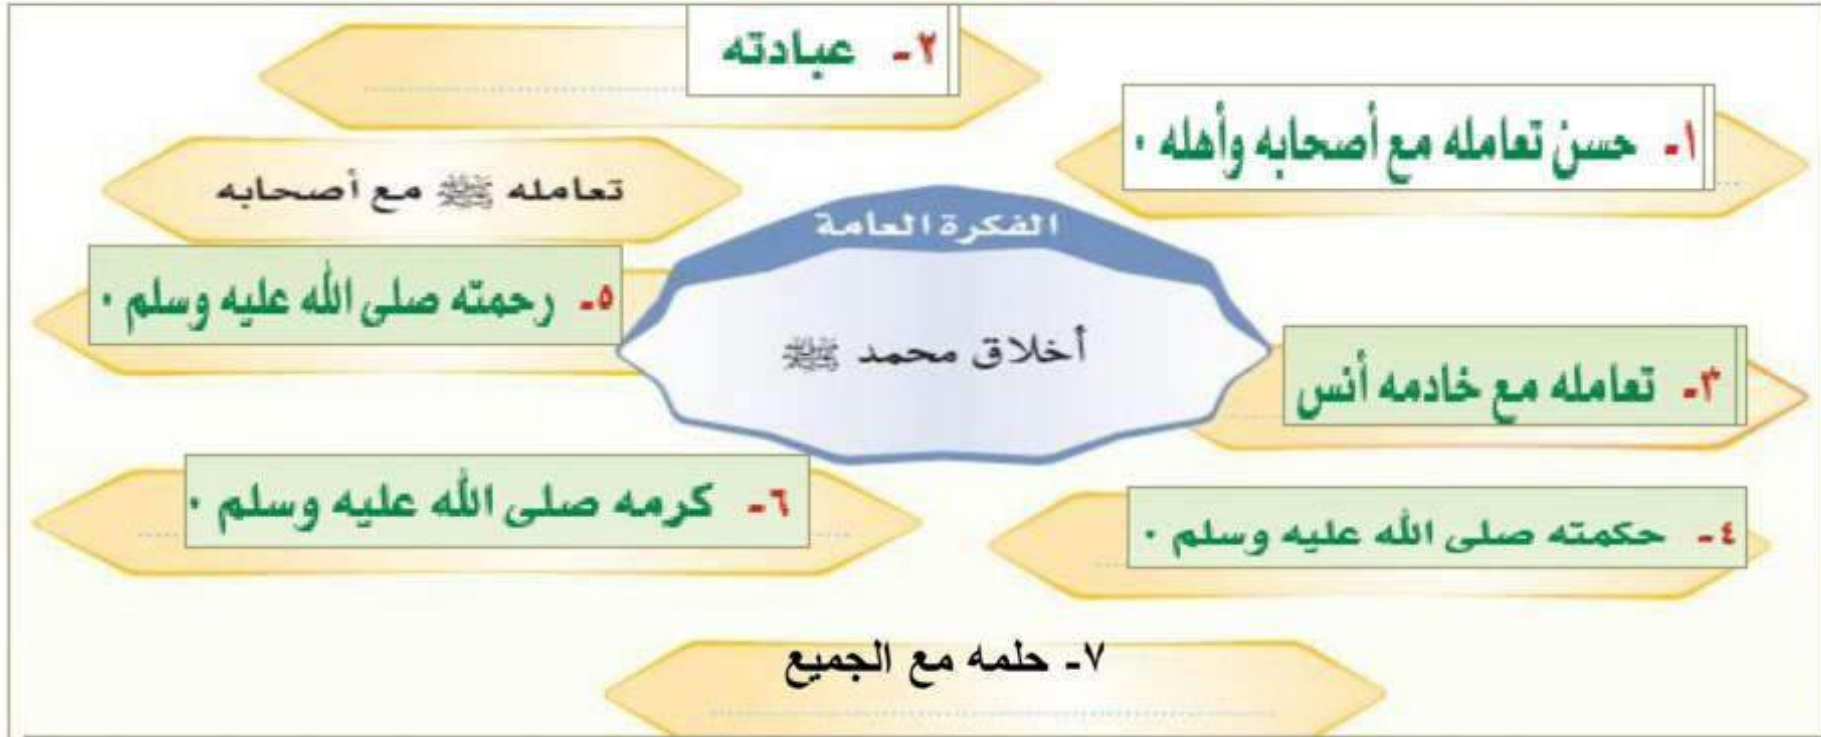 ٢- عبادته
١- حسن تعامله مع أصحابه وأهله .
تعامله ﷺ مع أصحابه
الفكرة العامة
٥- رحمته صلى الله عليه وسلم .
أخلاق محمد ﷺ
٣- تعامله مع خادمه أنس
٦- كرمه صلى الله عليه وسلم .
٤- حكمته صلى الله عليه وسلم .
٧- حلمه مع الجميع